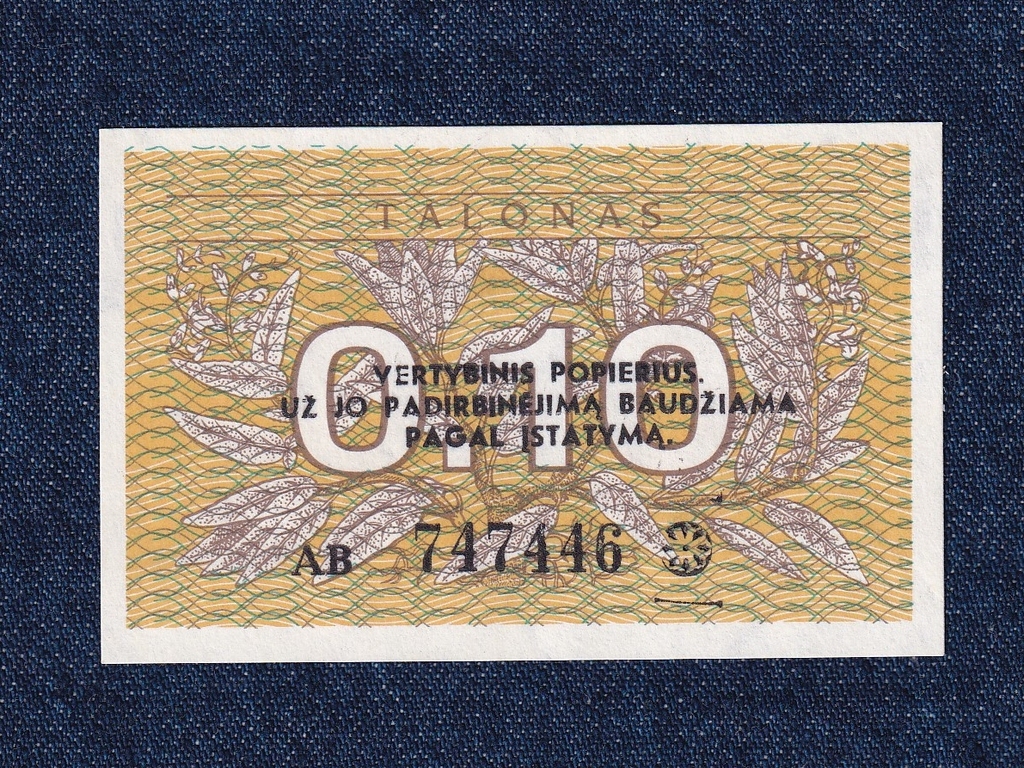 TALONAS
0.10
VERTYBINIS POPIERIUS.
UŽ JO PADIRBINĖJIMĄ BAUDŽIAMA
PAGAL ĮSTATYMĄ.
AB 747446